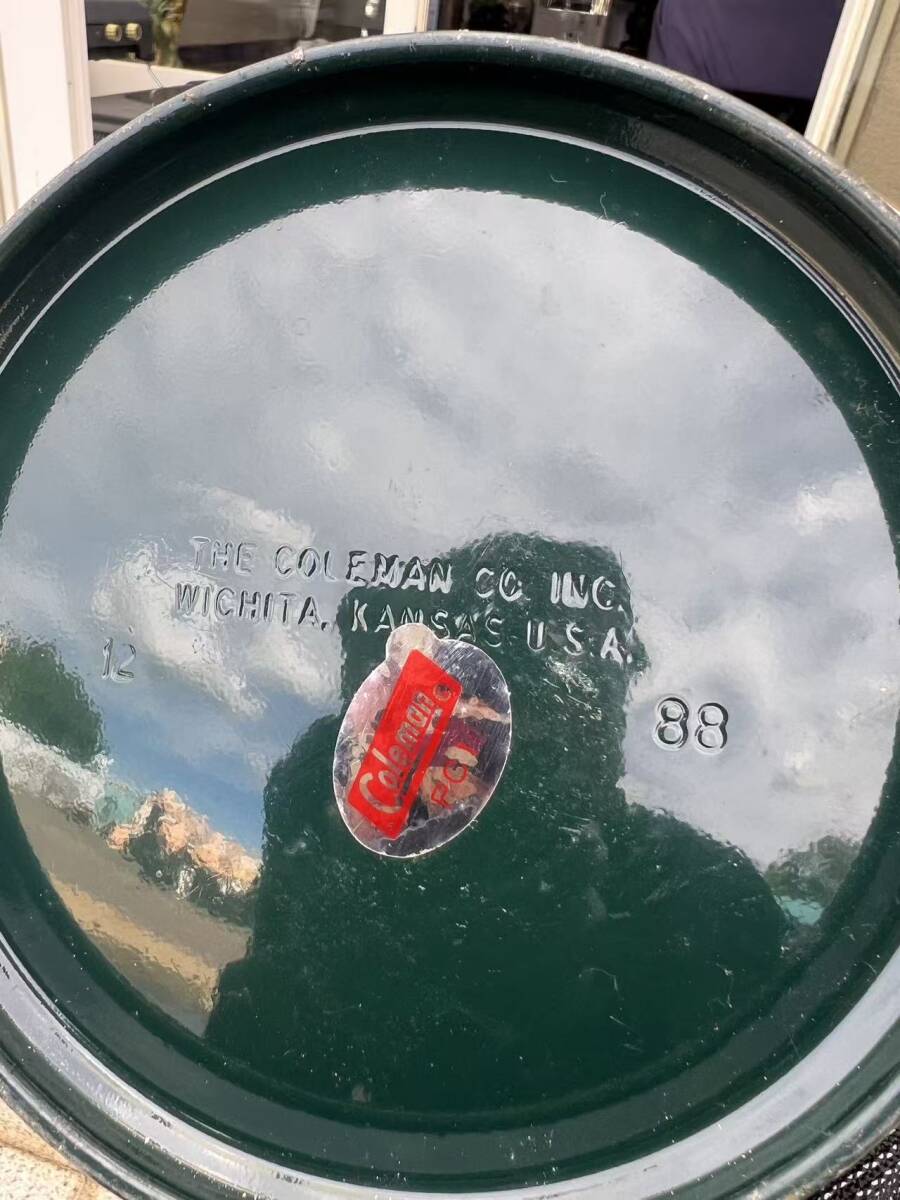 THE COLEMAN CO. INC.
WICHITA, KANSAS U.S.A.
12
88
Coleman